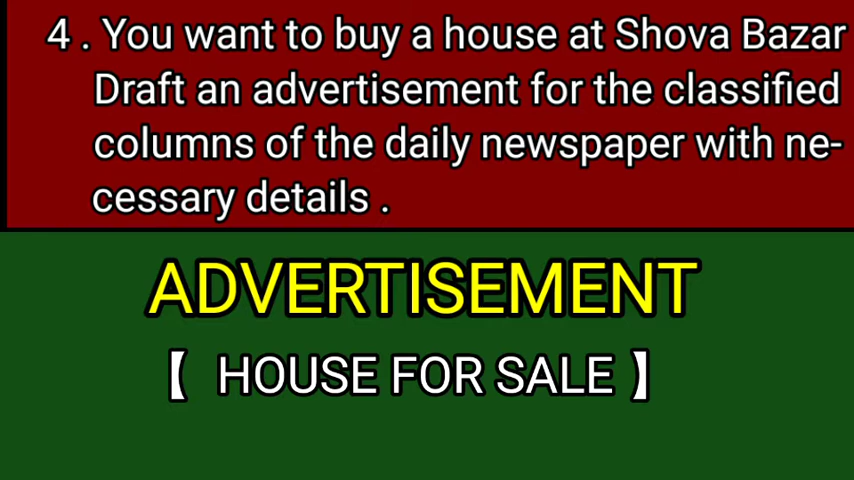 4 . You want to buy a house at Shova Bazar
Draft an advertisement for the classified
columns of the daily newspaper with ne-
cessary details .
ADVERTISEMENT
【 HOUSE FOR SALE 】